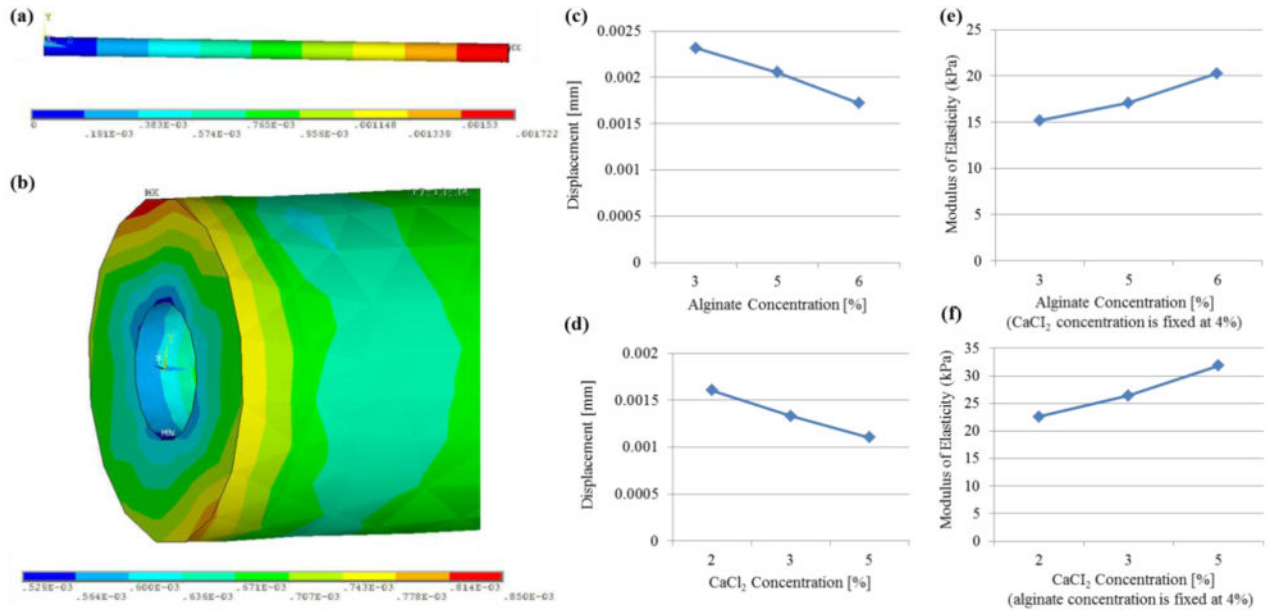 (a)
Y
0
.191E-03
.383E-03
.574E-03
.765E-03
.956E-03
.001148
.001339
.00153
.001722
(b)
MX
MN
.529E-03
.564E-03
.600E-03
.636E-03
.671E-03
.707E-03
.743E-03
.778E-03
.814E-03
.850E-03
(c)
Displacement [mm]
0.0025
0.002
0.0015
0.001
0.0005
0
3 5 6
Alginate Concentration [%]
(d)
Displacement [mm]
0.002
0.0015
0.001
0.0005
0
2 3 5
CaCl₂ Concentration [%]
(e)
Modulus of Elasticity (kPa)
25
20
15
10
5
0
3 5 6
Alginate Concentration [%]
(CaCl₂ concentration is fixed at 4%)
(f)
Modulus of Elasticity (kPa)
35
30
25
20
15
10
5
0
2 3 5
CaCl₂ Concentration [%]
(alginate concentration is fixed at 4%)